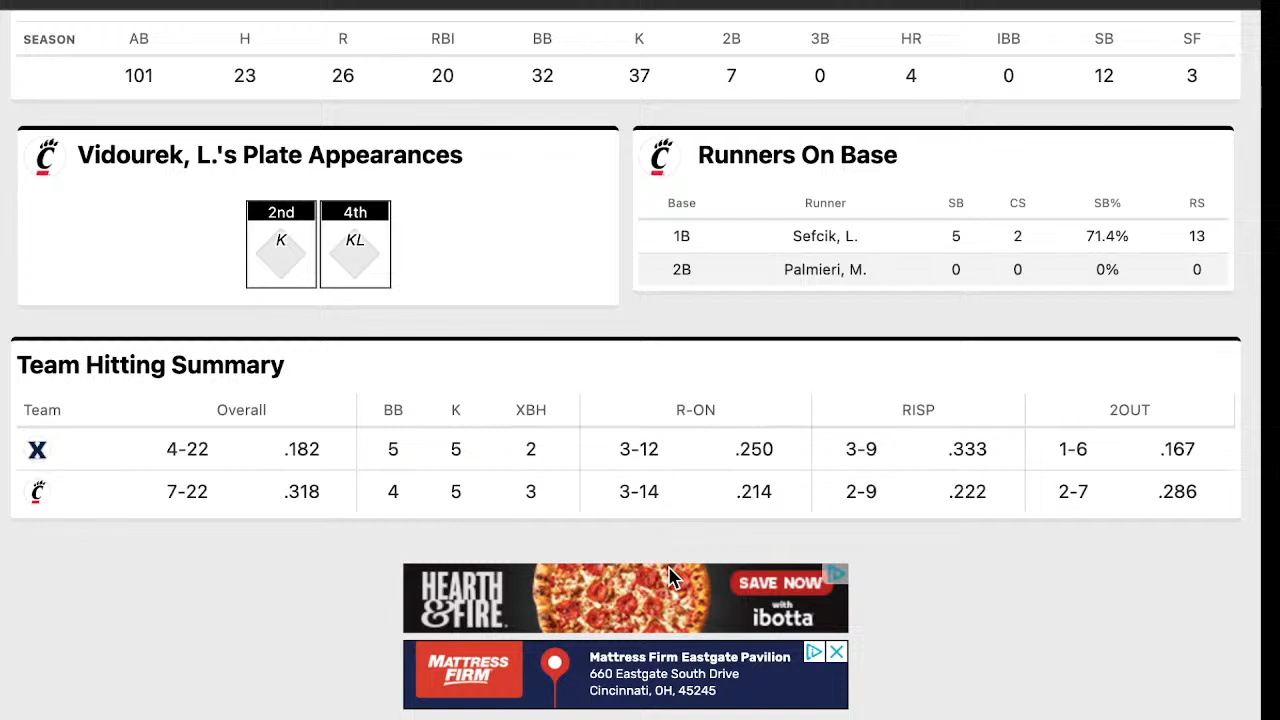 SEASON AB H R RBI BB K 2B 3B HR IBB SB SF
101 23 26 20 32 37 7 0 4 0 12 3
C Vidourek, L.'s Plate Appearances
2nd 4th
K KL
C Runners On Base
Base Runner SB CS SB% RS
1B Sefcik, L. 5 2 71.4% 13
2B Palmieri, M. 0 0 0% 0
Team Hitting Summary
Team Overall BB K XBH R-ON RISP 2OUT
X 4-22 .182 5 5 2 3-12 .250 3-9 .333 1-6 .167
C 7-22 .318 4 5 3 3-14 .214 2-9 .222 2-7 .286
HEARTH
&FIRE.
SAVE NOW
with
ibotta
MATTRESS
FIRM
Mattress Firm Eastgate Pavilion
660 Eastgate South Drive
Cincinnati, OH, 45245